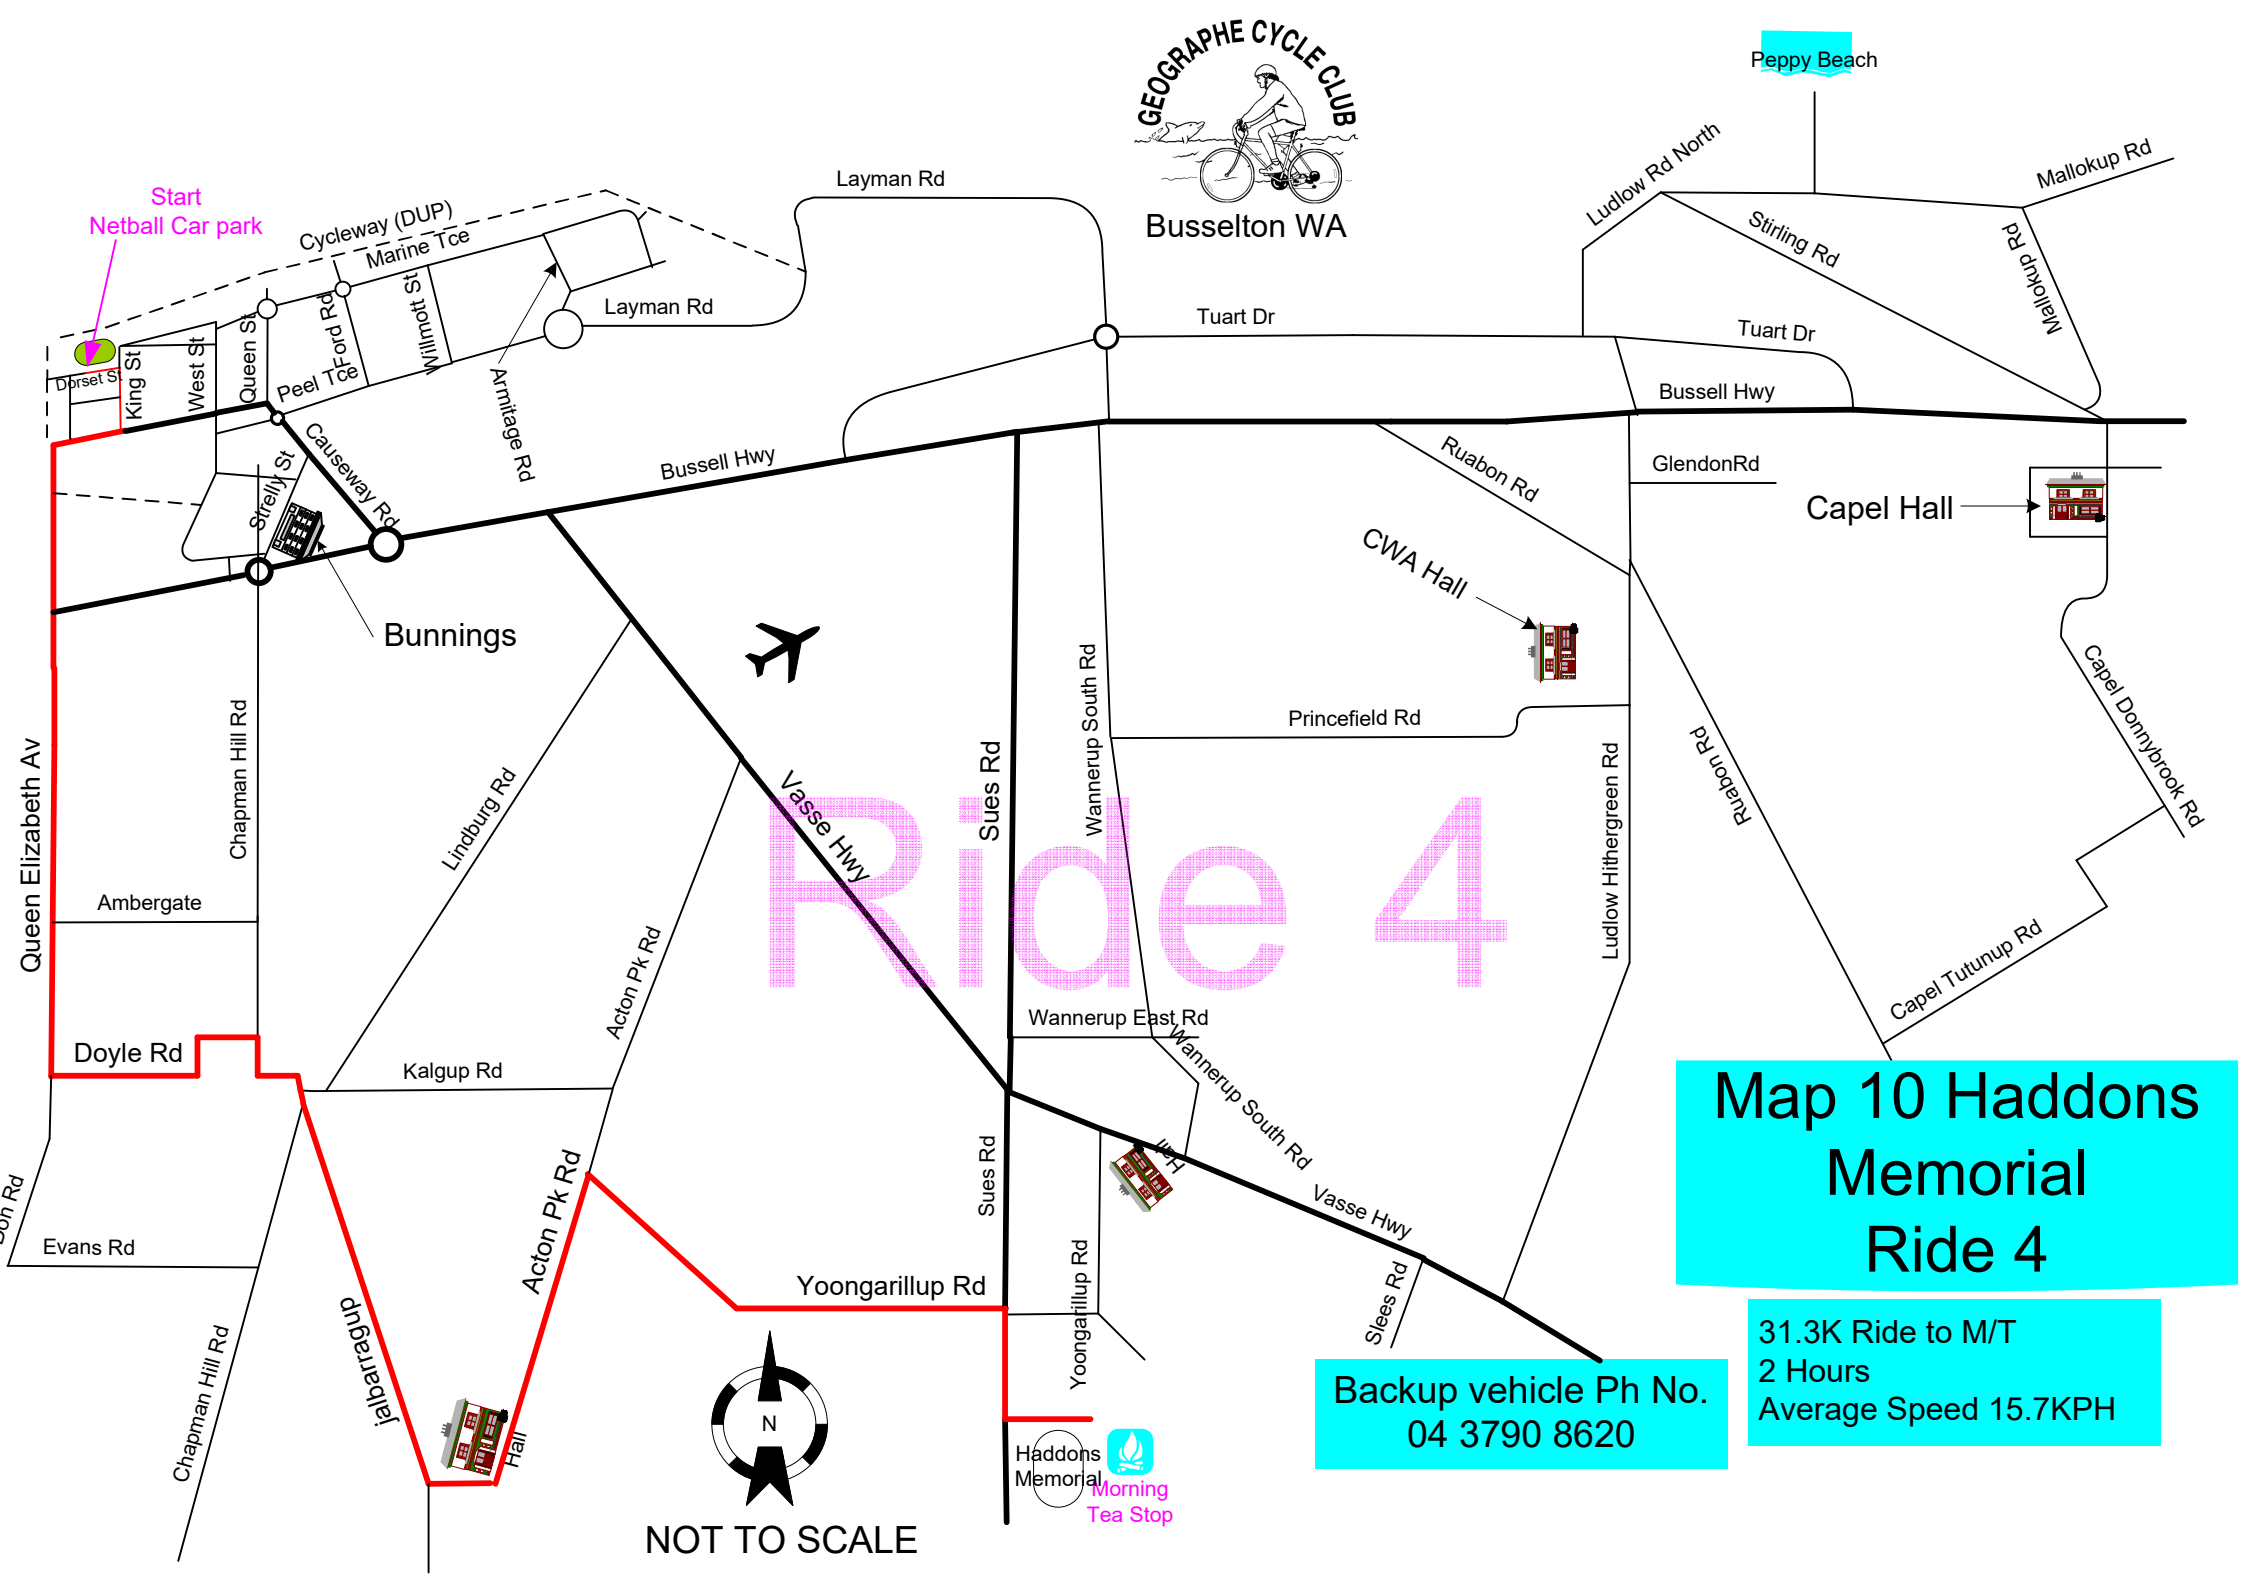 GEOGRAPHE CYCLE CLUB
Busselton WA
Peppy Beach
Ludlow Rd North
Mallokup Rd
Stirling Rd
Mallokup Rd
Layman Rd
Start
Netball Car park
Cycleway (DUP)
Marine Tce
Layman Rd
Tuart Dr
Tuart Dr
Dorset St
King St
West St
Queen St
Ford Rd
Willmott St
Peel Tce
Armitage Rd
Bussell Hwy
Causeway Rd
Strelly St
Bussell Hwy
Ruabon Rd
GlendonRd
Capel Hall
CWA Hall
Bunnings
Queen Elizabeth Av
Chapman Hill Rd
Lindburg Rd
Vasse Hwy
Sues Rd
Wannerup South Rd
Princefield Rd
Ludlow Hithergreen Rd
Ruabon Rd
Capel Donnybrook Rd
Ride 4
Ambergate
Acton Pk Rd
Capel Tutunup Rd
Wannerup East Rd
Doyle Rd
Kalgup Rd
Wannerup South Rd
Map 10 Haddons
Memorial
Ride 4
Hall
Sues Rd
Acton Pk Rd
Vasse Hwy
Evans Rd
Yoongarillup Rd
Yoongarillup Rd
Slees Rd
jalbarragup
Chapman Hill Rd
31.3K Ride to M/T
2 Hours
Average Speed 15.7KPH
Backup vehicle Ph No.
04 3790 8620
Hall
N
Haddons
Memorial
Morning
Tea Stop
NOT TO SCALE